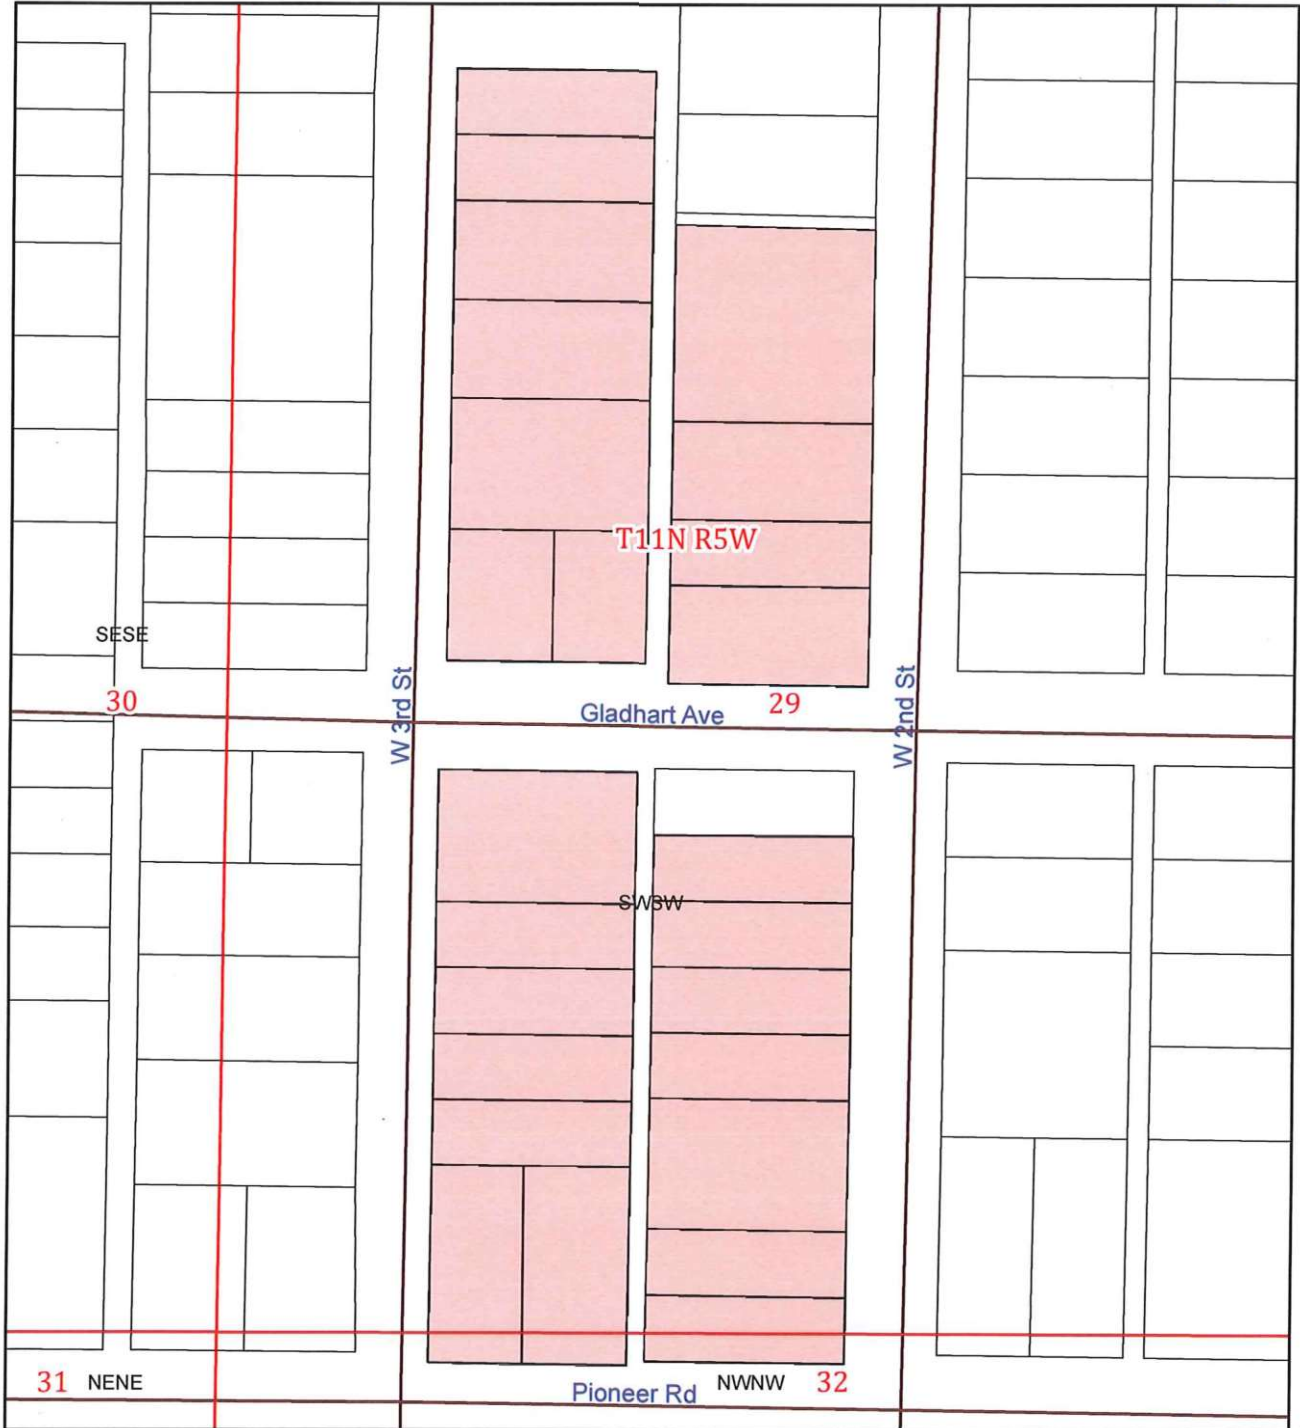 T11N R5W
SESE
30
W 3rd St
Gladhart Ave
29
W 2nd St
SWSW
31
NENE
Pioneer Rd
NWNW
32